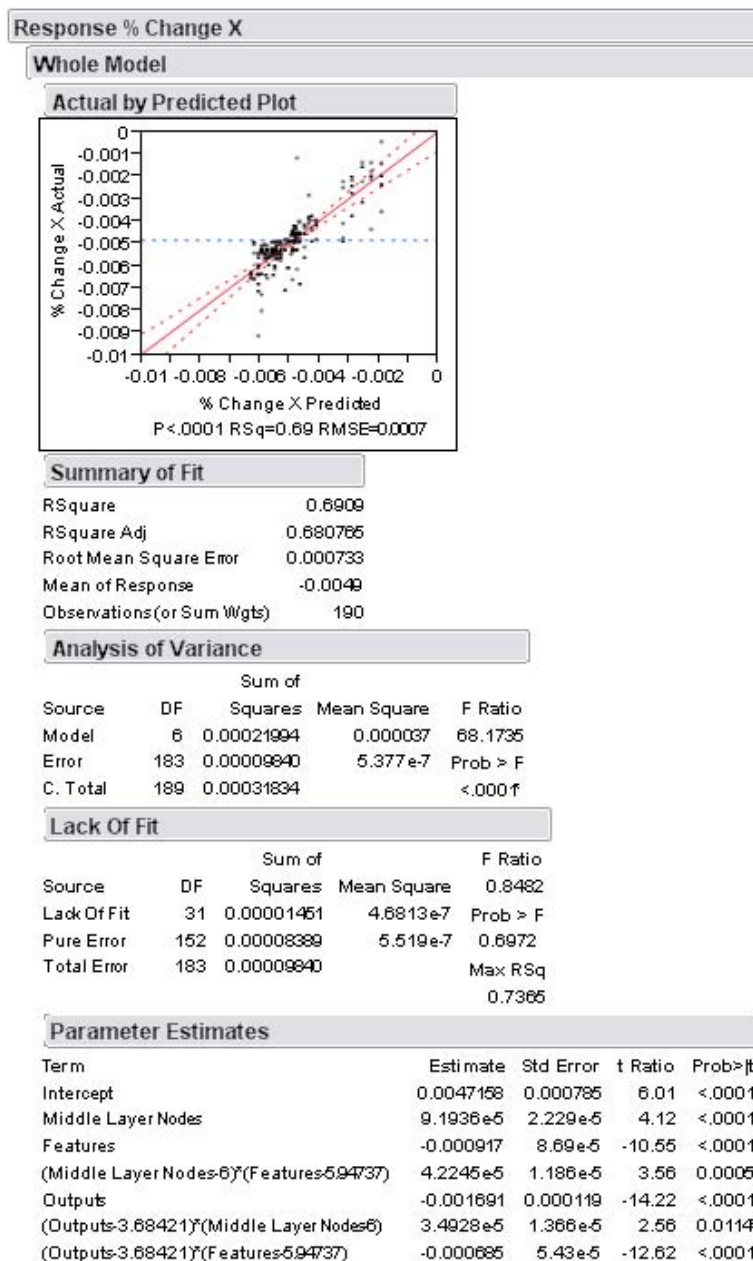 Response % Change X
Whole Model
Actual by Predicted Plot
% Change X Actual
0
-0.001
-0.002
-0.003
-0.004
-0.005
-0.006
-0.007
-0.008
-0.009
-0.01
-0.01 -0.008 -0.006 -0.004 -0.002 0
% Change X Predicted
P<.0001 RSq=0.69 RMSE=0.0007
Summary of Fit
RSquare 0.6909
RSquare Adj 0.680765
Root Mean Square Error 0.000733
Mean of Response -0.0049
Observations (or Sum Wgts) 190
Analysis of Variance
Sum of
Source DF Squares Mean Square F Ratio
Model 6 0.00021994 0.000037 68.1735
Error 183 0.00009840 5.377e-7 Prob > F
C. Total 189 0.00031834 <.0001*
Lack Of Fit
Sum of F Ratio
Source DF Squares Mean Square 0.8482
Lack Of Fit 31 0.00001451 4.6813e-7 Prob > F
Pure Error 152 0.00008389 5.519e-7 0.6972
Total Error 183 0.00009840 Max RSq
0.7365
Parameter Estimates
Term Estimate Std Error t Ratio Prob>|t
Intercept 0.0047158 0.000785 6.01 <.0001
Middle Layer Nodes 9.1936e-5 2.229e-5 4.12 <.0001
Features -0.000917 8.69e-5 -10.55 <.0001
(Middle Layer Nodes-6)*(Features-5.94737) 4.2245e-5 1.186e-5 3.56 0.0005
Outputs -0.001691 0.000119 -14.22 <.0001
(Outputs-3.68421)*(Middle Layer Nodes-6) 3.4928e-5 1.366e-5 2.56 0.0114
(Outputs-3.68421)*(Features-5.94737) -0.000685 5.43e-5 -12.62 <.0001